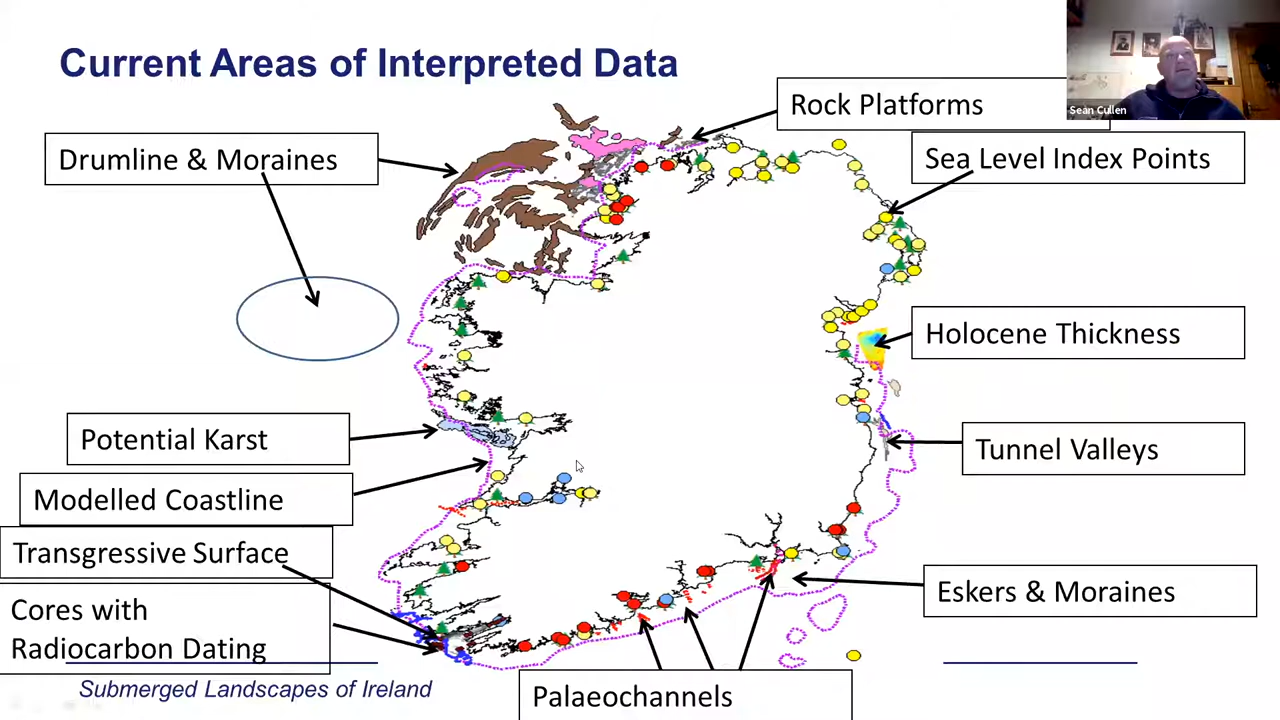 Current Areas of Interpreted Data
Sean Cullen
Rock Platforms
Drumline & Moraines
Sea Level Index Points
Holocene Thickness
Potential Karst
Tunnel Valleys
Modelled Coastline
Transgressive Surface
Eskers & Moraines
Cores with
Radiocarbon Dating
Palaeochannels
Submerged Landscapes of Ireland